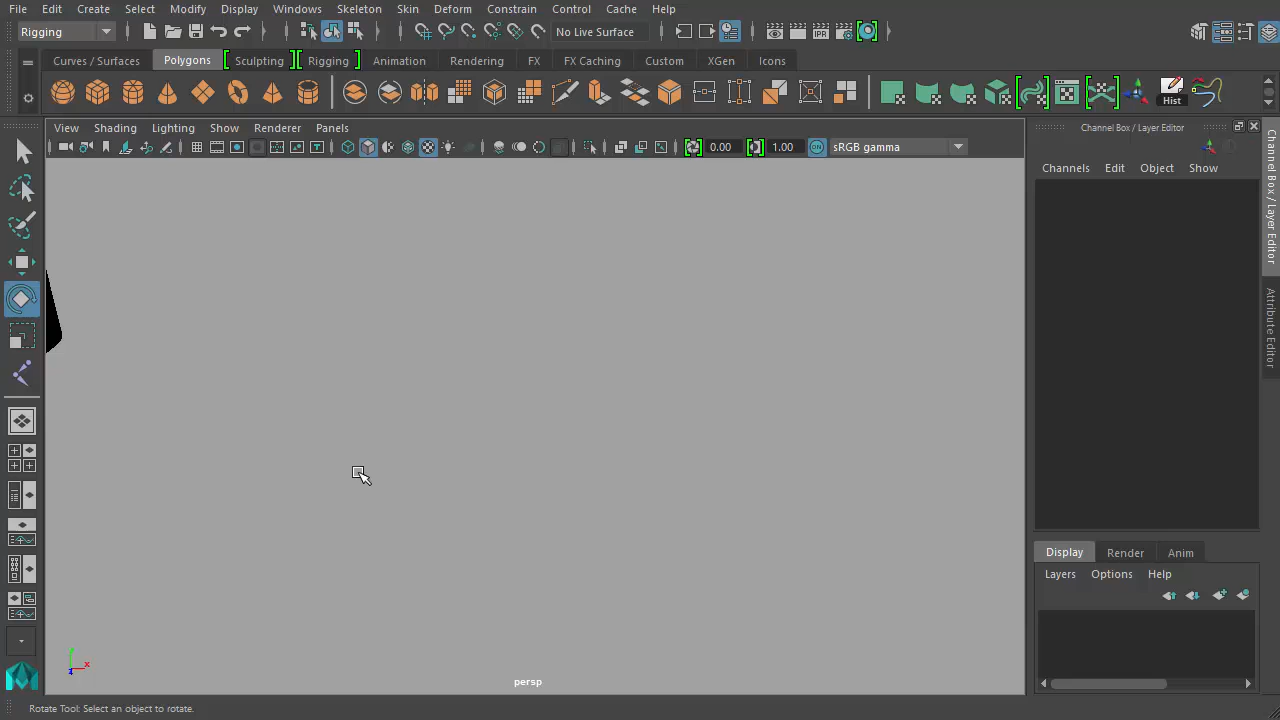 File Edit Create Select Modify Display Windows Skeleton Skin Deform Constrain Control Cache Help
Rigging No Live Surface
Curves / Surfaces Polygons Sculpting Rigging Animation Rendering FX FX Caching Custom XGen Icons
IPR
Hist
View Shading Lighting Show Renderer Panels
Channel Box / Layer Editor
0.00 1.00 ON sRGB gamma
Channels Edit Object Show
Channel Box / Layer Editor
Attribute Editor
Display Render Anim
Layers Options Help
x
persp
Rotate Tool: Select an object to rotate.